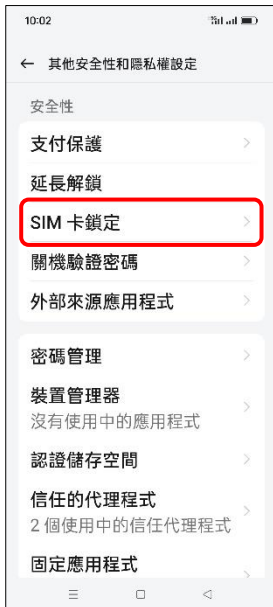 10:02
← 其他安全性和隱私權設定
安全性
支付保護
延長解鎖
SIM 卡鎖定
關機驗證密碼
外部來源應用程式
密碼管理
裝置管理器
沒有使用中的應用程式
認證儲存空間
信任的代理程式
2 個使用中的信任代理程式
固定應用程式